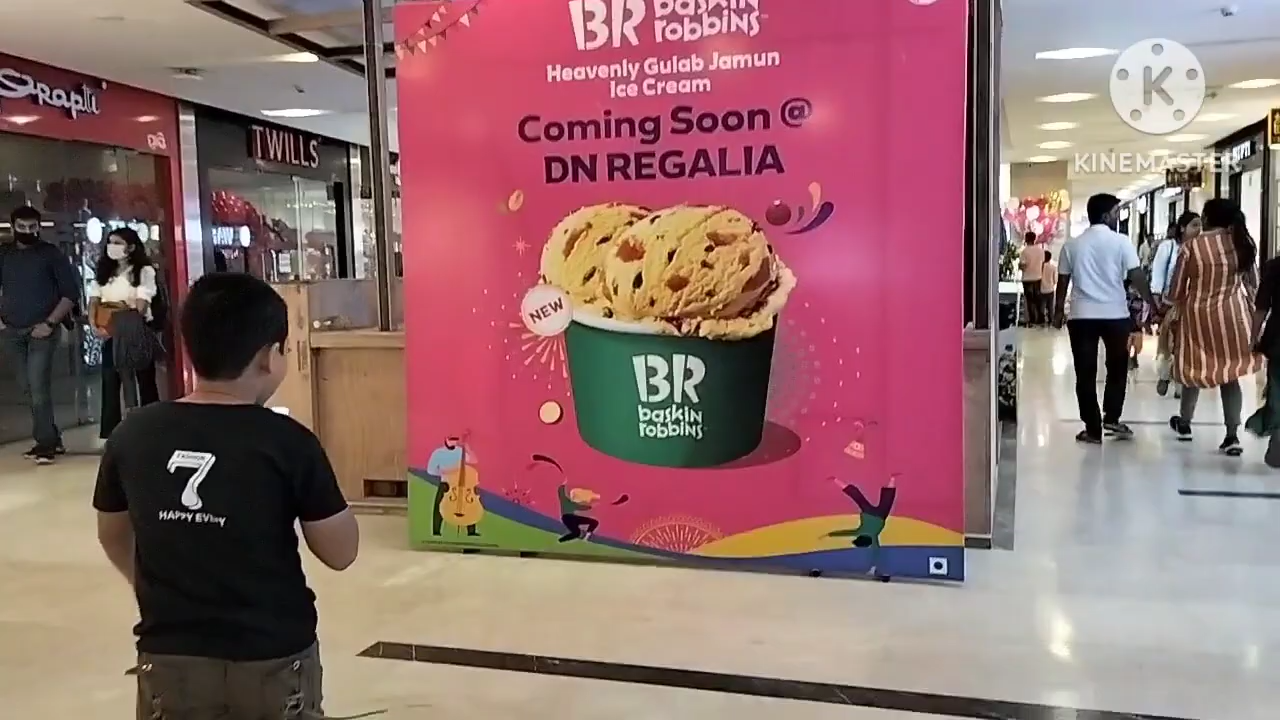 BR baskin robbins
Heavenly Gulab Jamun
Ice Cream
Coming Soon @
DN REGALIA
NEW
BR
baskin
robbins
TWILLS
FASHION
7
HAPPY
K
KINEMASTER